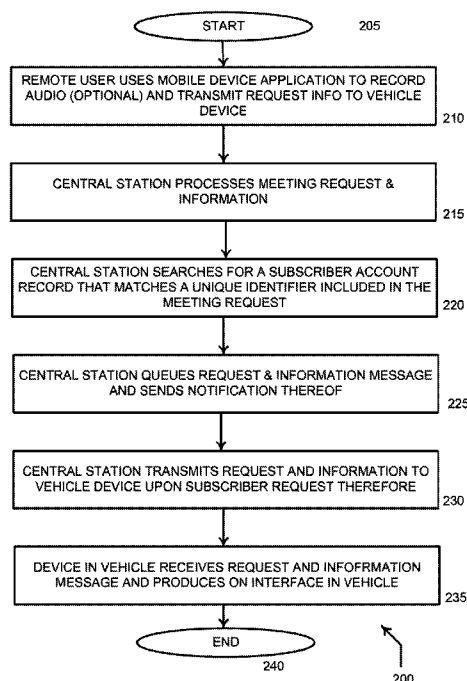 START
205
REMOTE USER USES MOBILE DEVICE APPLICATION TO RECORD
AUDIO (OPTIONAL) AND TRANSMIT REQUEST INFO TO VEHICLE
DEVICE
210
CENTRAL STATION PROCESSES MEETING REQUEST &
INFORMATION
215
CENTRAL STATION SEARCHES FOR A SUBSCRIBER ACCOUNT
RECORD THAT MATCHES A UNIQUE IDENTIFIER INCLUDED IN THE
MEETING REQUEST
220
CENTRAL STATION QUEUES REQUEST & INFORMATION MESSAGE
AND SENDS NOTIFICATION THEREOF
225
CENTRAL STATION TRANSMITS REQUEST AND INFORMATION TO
VEHICLE DEVICE UPON SUBSCRIBER REQUEST THEREFORE
230
DEVICE IN VEHICLE RECEIVES REQUEST AND INFOFRMATION
MESSAGE AND PRODUCES ON INTERFACE IN VEHICLE
235
END
240
200